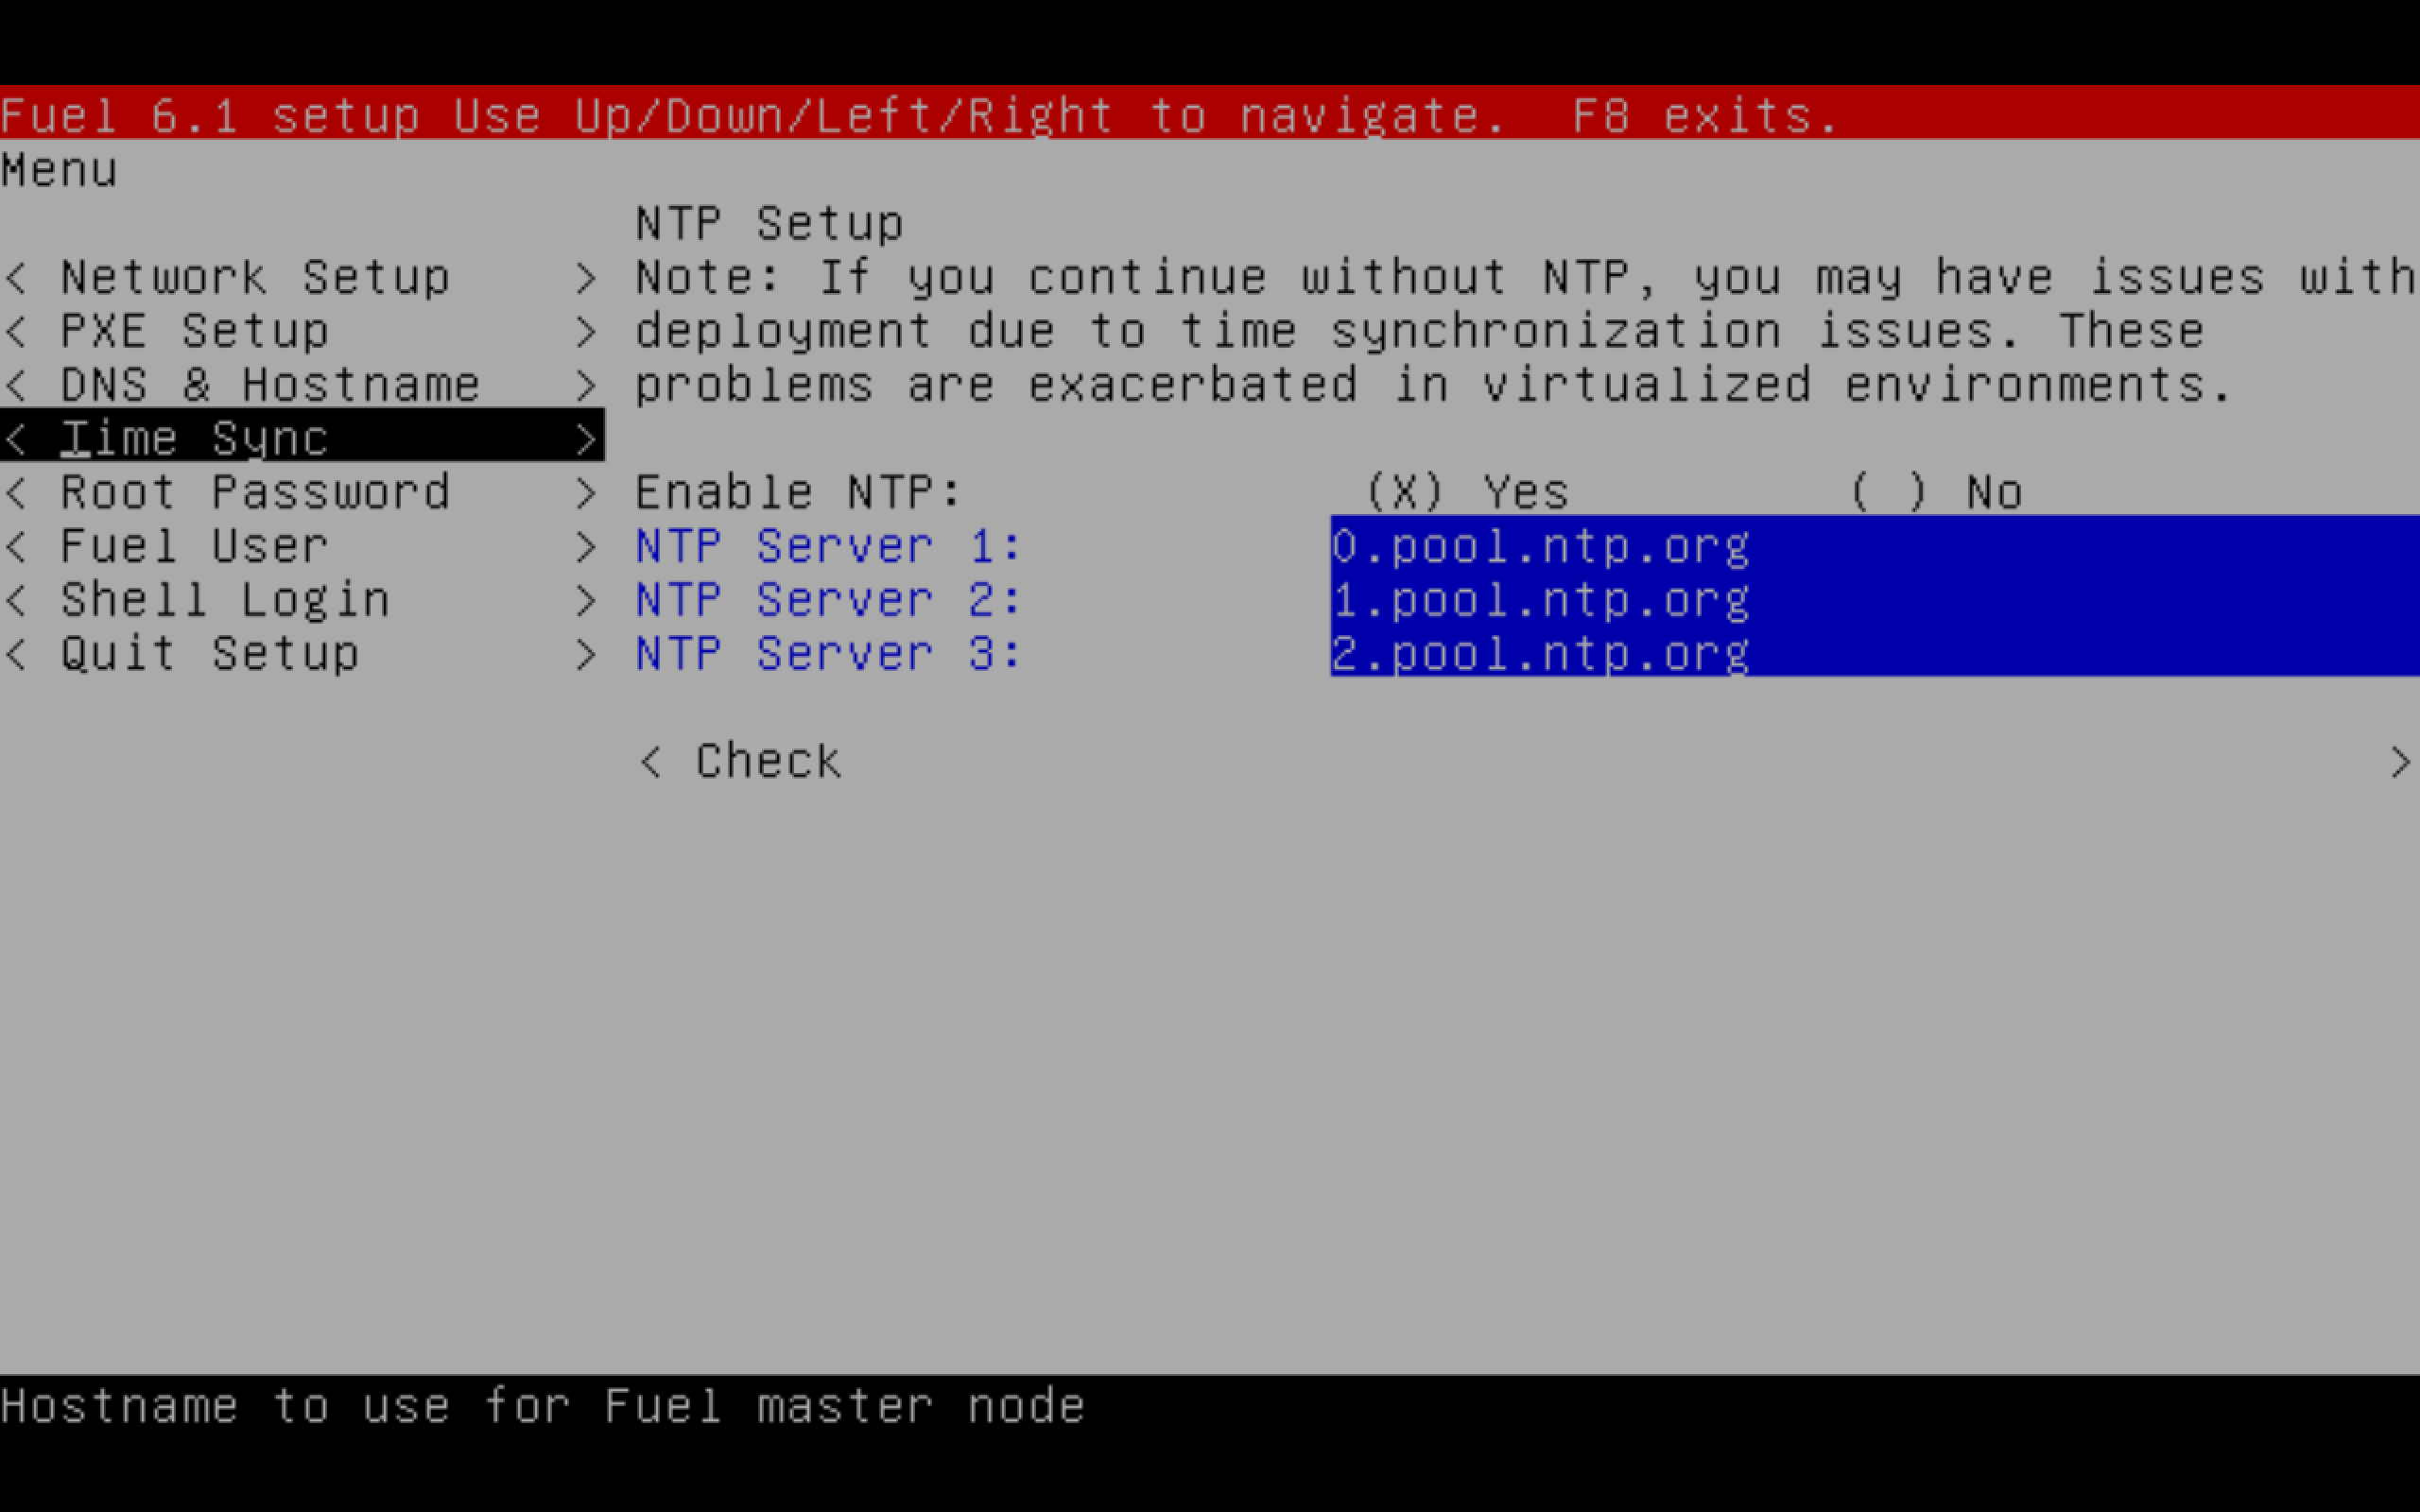 Fuel 6.1 setup Use Up/Down/Left/Right to navigate.  F8 exits.
Menu
NTP Setup
< Network Setup    > Note: If you continue without NTP, you may have issues with
< PXE Setup        > deployment due to time synchronization issues. These
< DNS & Hostname   > problems are exacerbated in virtualized environments.
< Time Sync        >
< Root Password    > Enable NTP:             (X) Yes         ( ) No
< Fuel User        > NTP Server 1:          0.pool.ntp.org
< Shell Login      > NTP Server 2:          1.pool.ntp.org
< Quit Setup       > NTP Server 3:          2.pool.ntp.org
< Check >
Hostname to use for Fuel master node